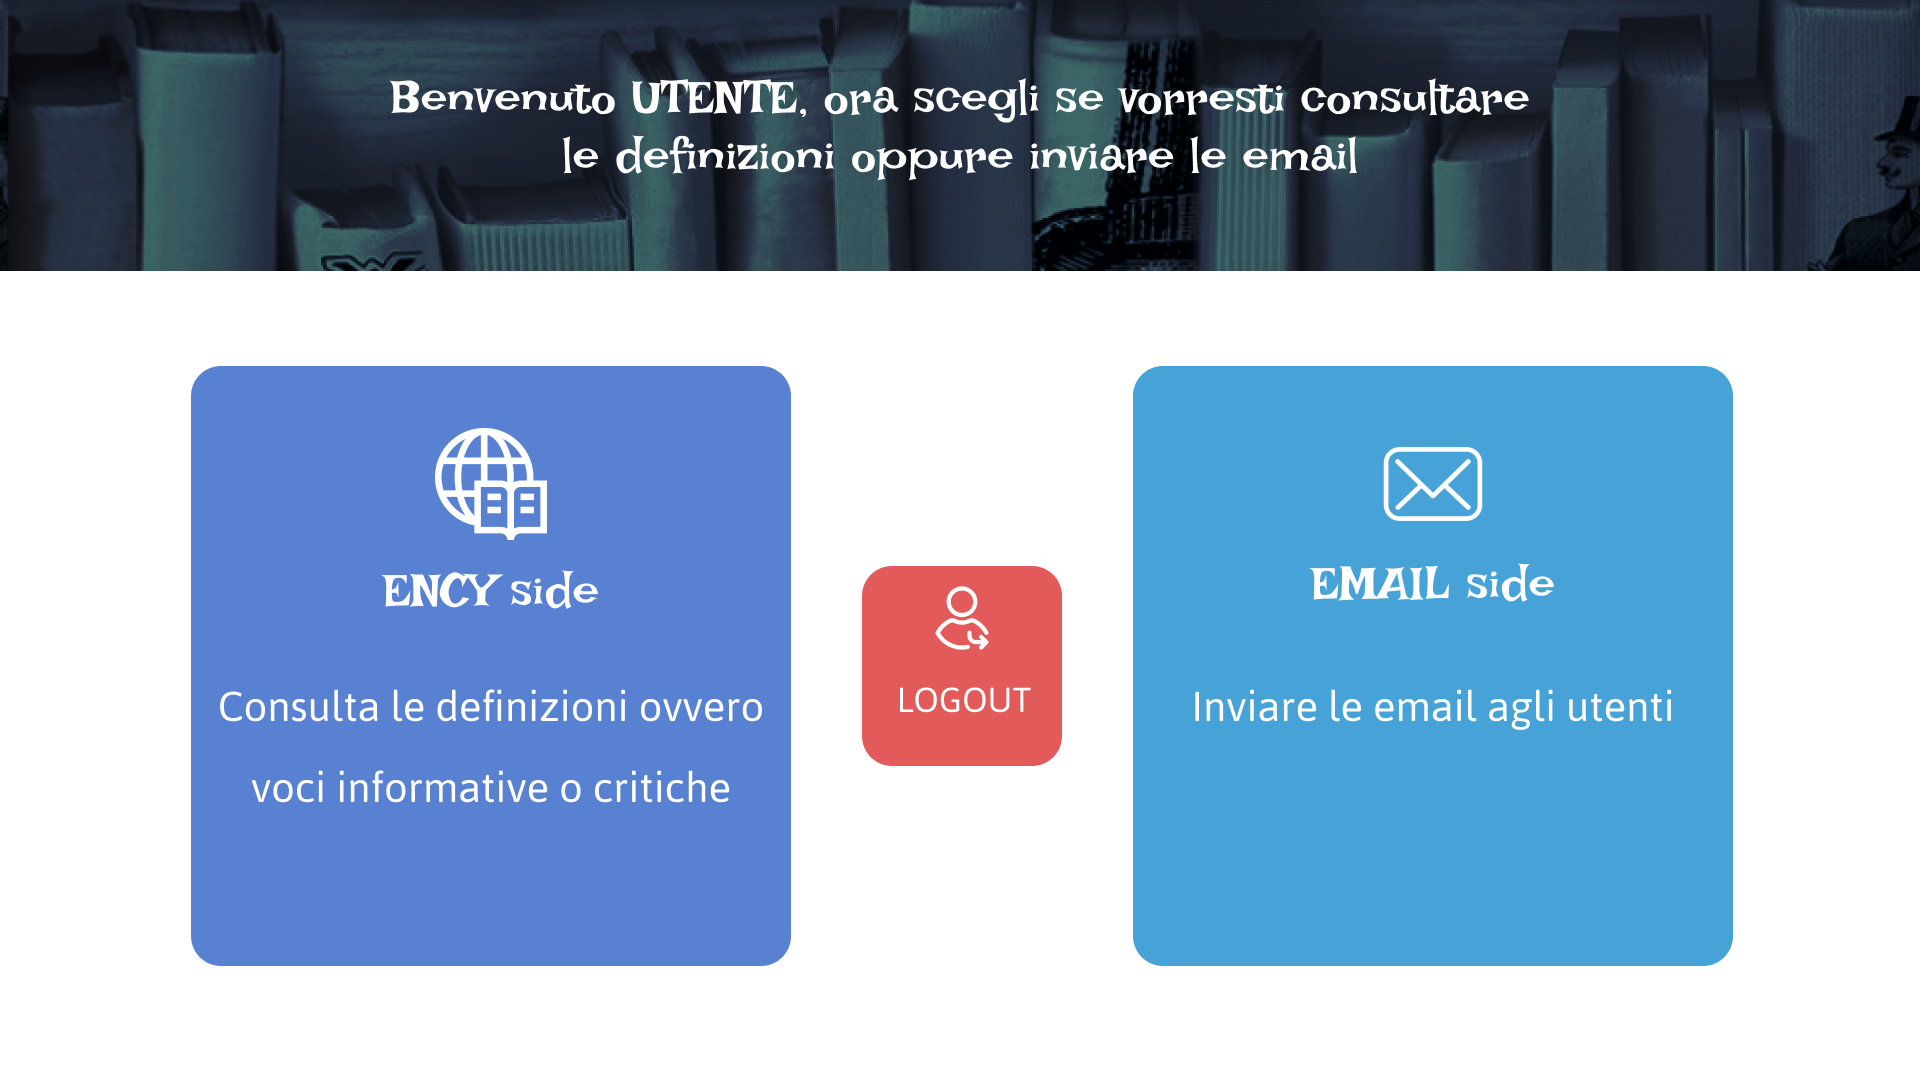 Benvenuto UTENTE, ora scegli se vorresti consultare
le definizioni oppure inviare le email
ENCY side
Consulta le definizioni ovvero
voci informative o critiche
LOGOUT
EMAIL side
Inviare le email agli utenti